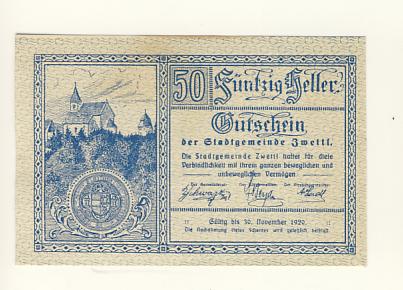 50 Fünfzig Heller
Gutschein
der Stadtgemeinde Zwettl.
Die Stadtgemeinde Zwettl haftet für diese
Verbindlichkeit mit ihrem ganzen beweglichen und
unbeweglichen Vermögen
Gültig bis 30. November 1920.
Die Nachahmung dieses Scheines wird gesetzlich bestraft.